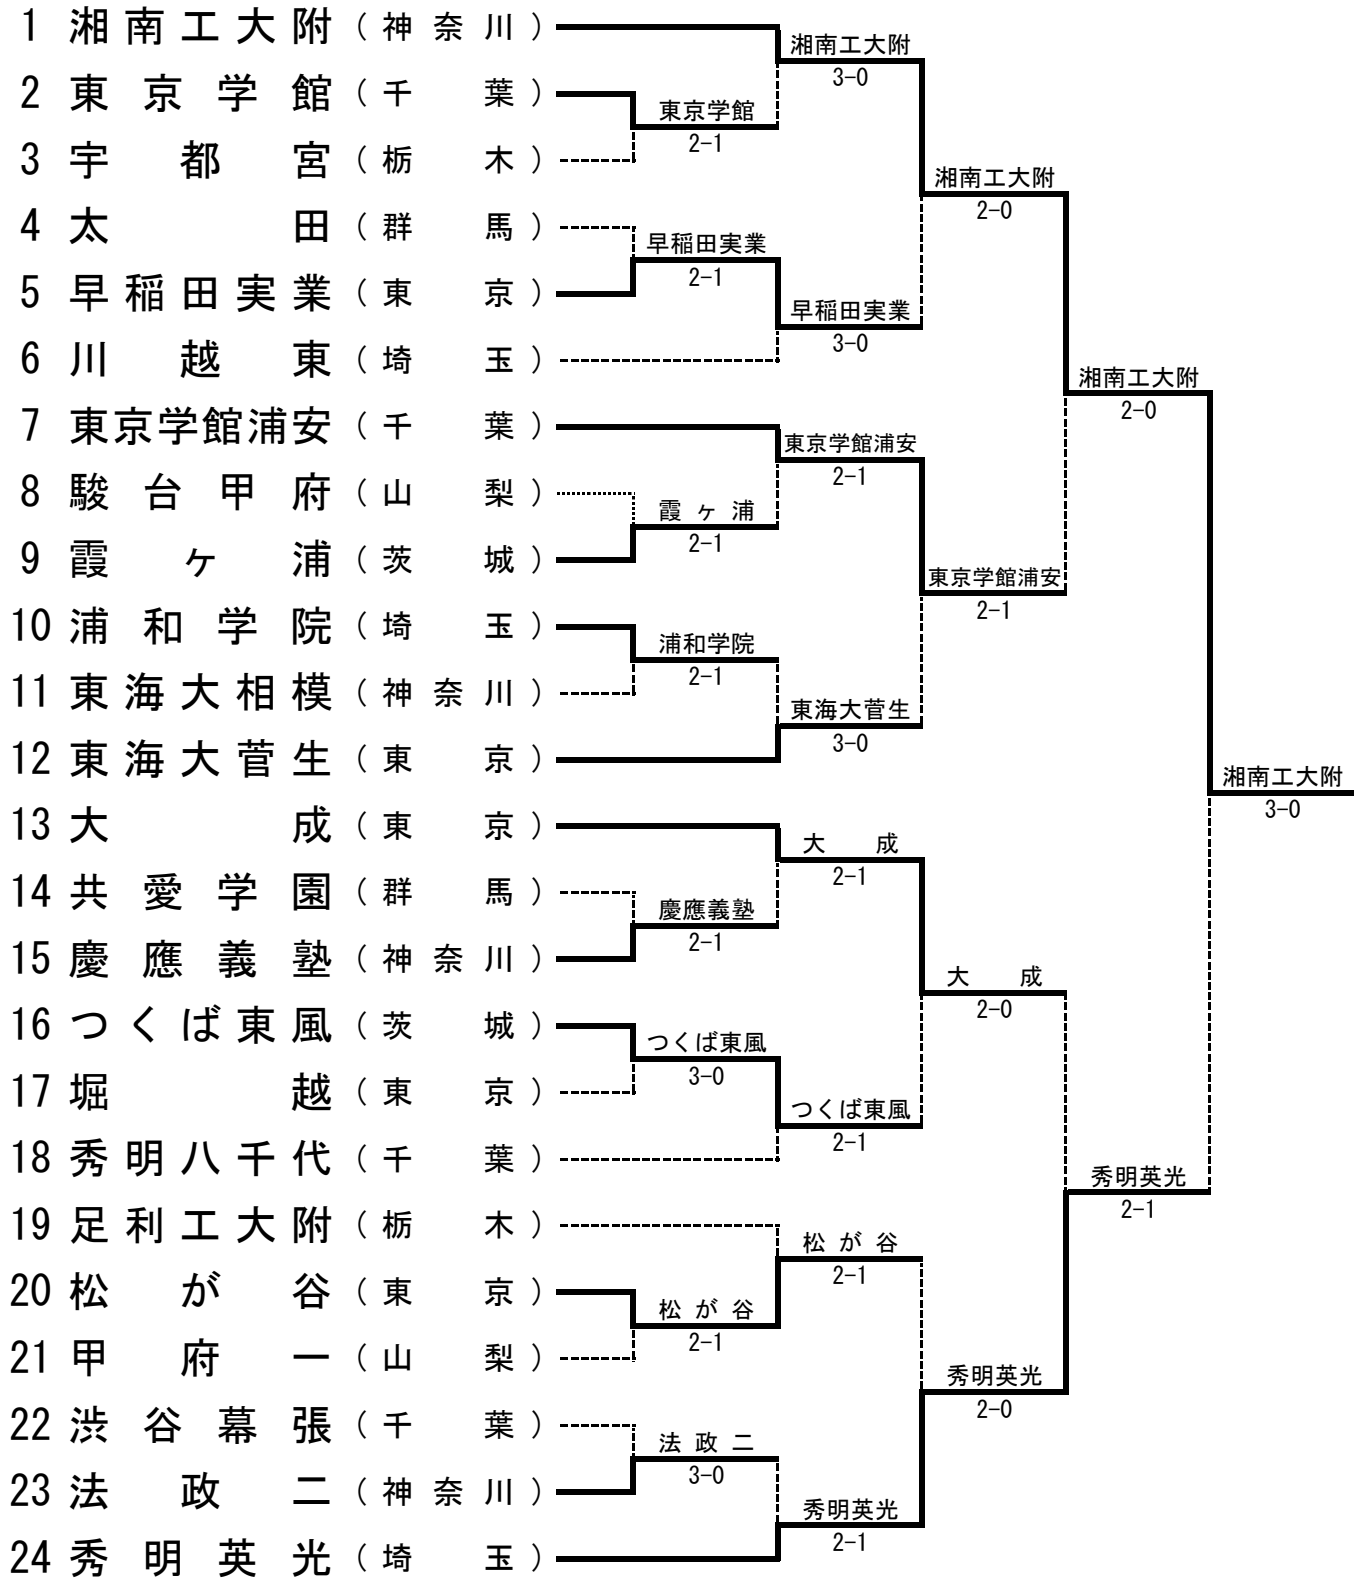 1 湘南工大附 （神奈川）
湘南工大附
3-0
2 東京学館 （千葉）
東京学館
2-1
3 宇都宮 （栃木）
湘南工大附
2-0
4 太田 （群馬）
早稲田実業
2-1
5 早稲田実業 （東京）
早稲田実業
3-0
6 川越東 （埼玉）
湘南工大附
2-0
7 東京学館浦安 （千葉）
東京学館浦安
2-1
8 駿台甲府 （山梨）
霞ヶ浦
2-1
9 霞ヶ浦 （茨城）
東京学館浦安
2-1
10 浦和学院 （埼玉）
浦和学院
2-1
11 東海大相模 （神奈川）
東海大菅生
3-0
12 東海大菅生 （東京）
湘南工大附
3-0
13 大成 （東京）
大成
2-1
14 共愛学園 （群馬）
慶應義塾
2-1
15 慶應義塾 （神奈川）
大成
2-0
16 つくば東風 （茨城）
つくば東風
3-0
17 堀越 （東京）
つくば東風
2-1
18 秀明八千代 （千葉）
秀明英光
2-1
19 足利工大附 （栃木）
松が谷
2-1
20 松が谷 （東京）
松が谷
2-1
21 甲府一 （山梨）
秀明英光
2-0
22 渋谷幕張 （千葉）
法政二
3-0
23 法政二 （神奈川）
秀明英光
2-1
24 秀明英光 （埼玉）